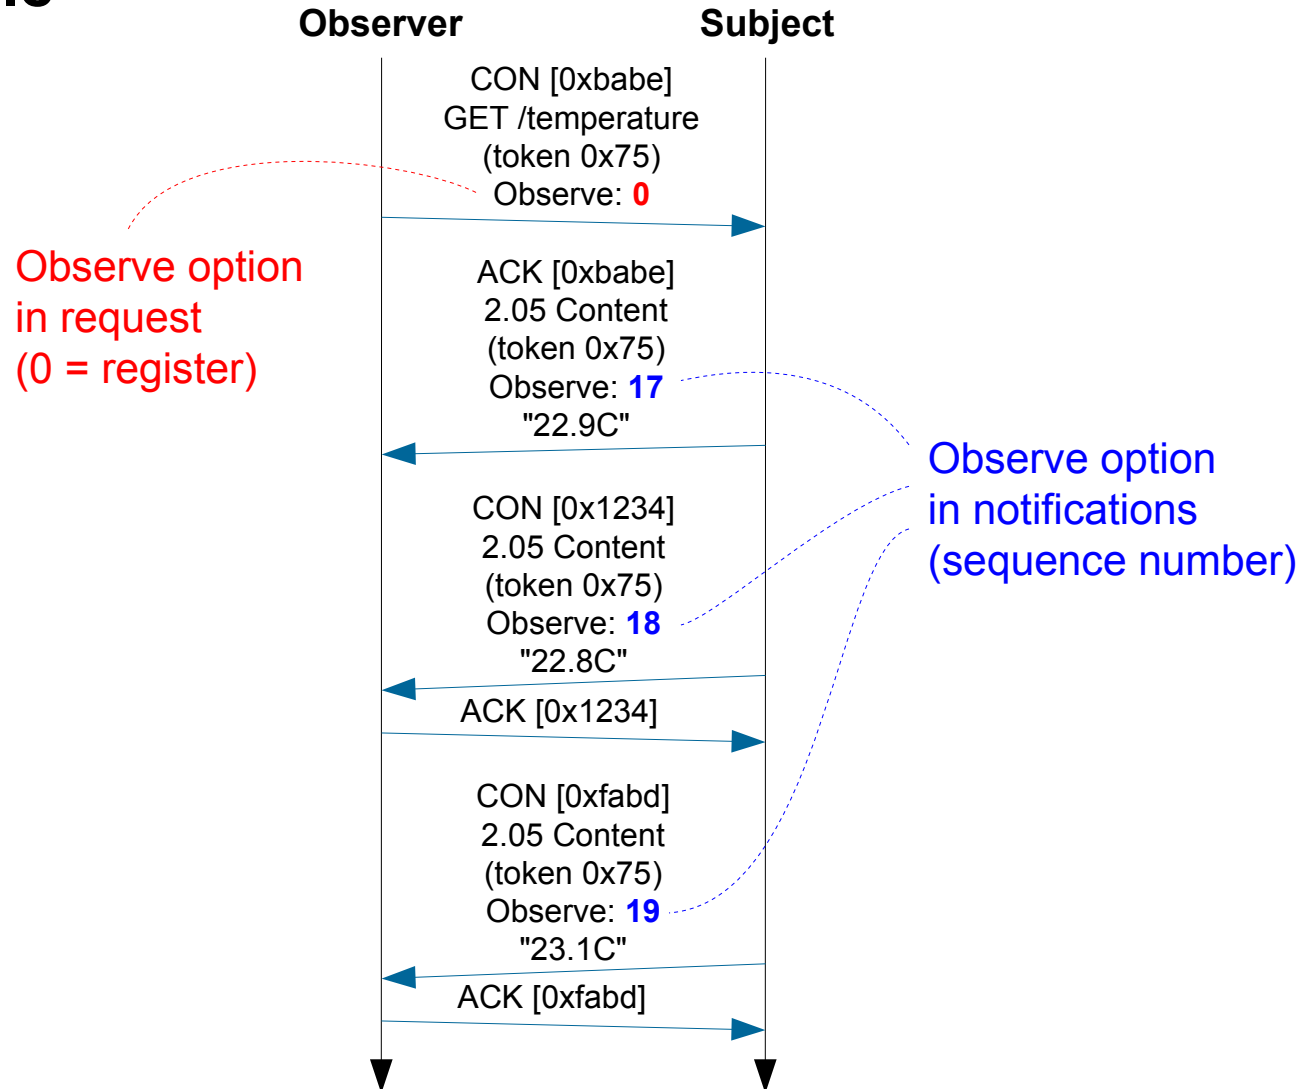 Observer
Subject
CON [0xbabe]
GET /temperature
(token 0x75)
Observe: 0
Observe option
in request
(0 = register)
ACK [0xbabe]
2.05 Content
(token 0x75)
Observe: 17
"22.9C"
Observe option
in notifications
(sequence number)
CON [0x1234]
2.05 Content
(token 0x75)
Observe: 18
"22.8C"
ACK [0x1234]
CON [0xfabd]
2.05 Content
(token 0x75)
Observe: 19
"23.1C"
ACK [0xfabd]